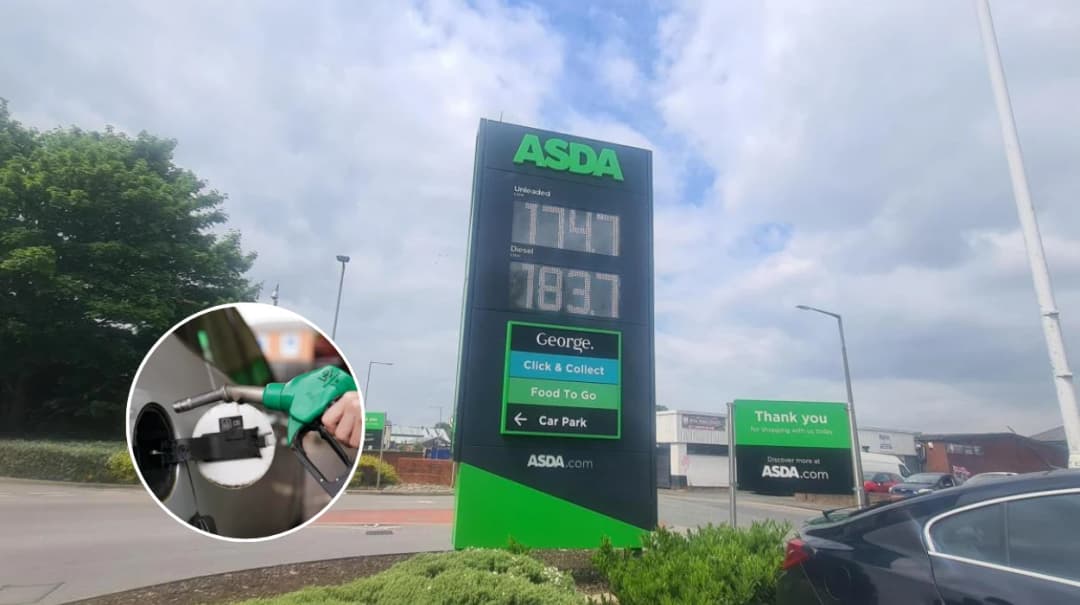 ASDA
Unleaded
174.7
Diesel
183.7
George.
Click & Collect
Food To Go
← Car Park
ASDA.com
Thank you
for shopping with us today
Discover more at
ASDA.com